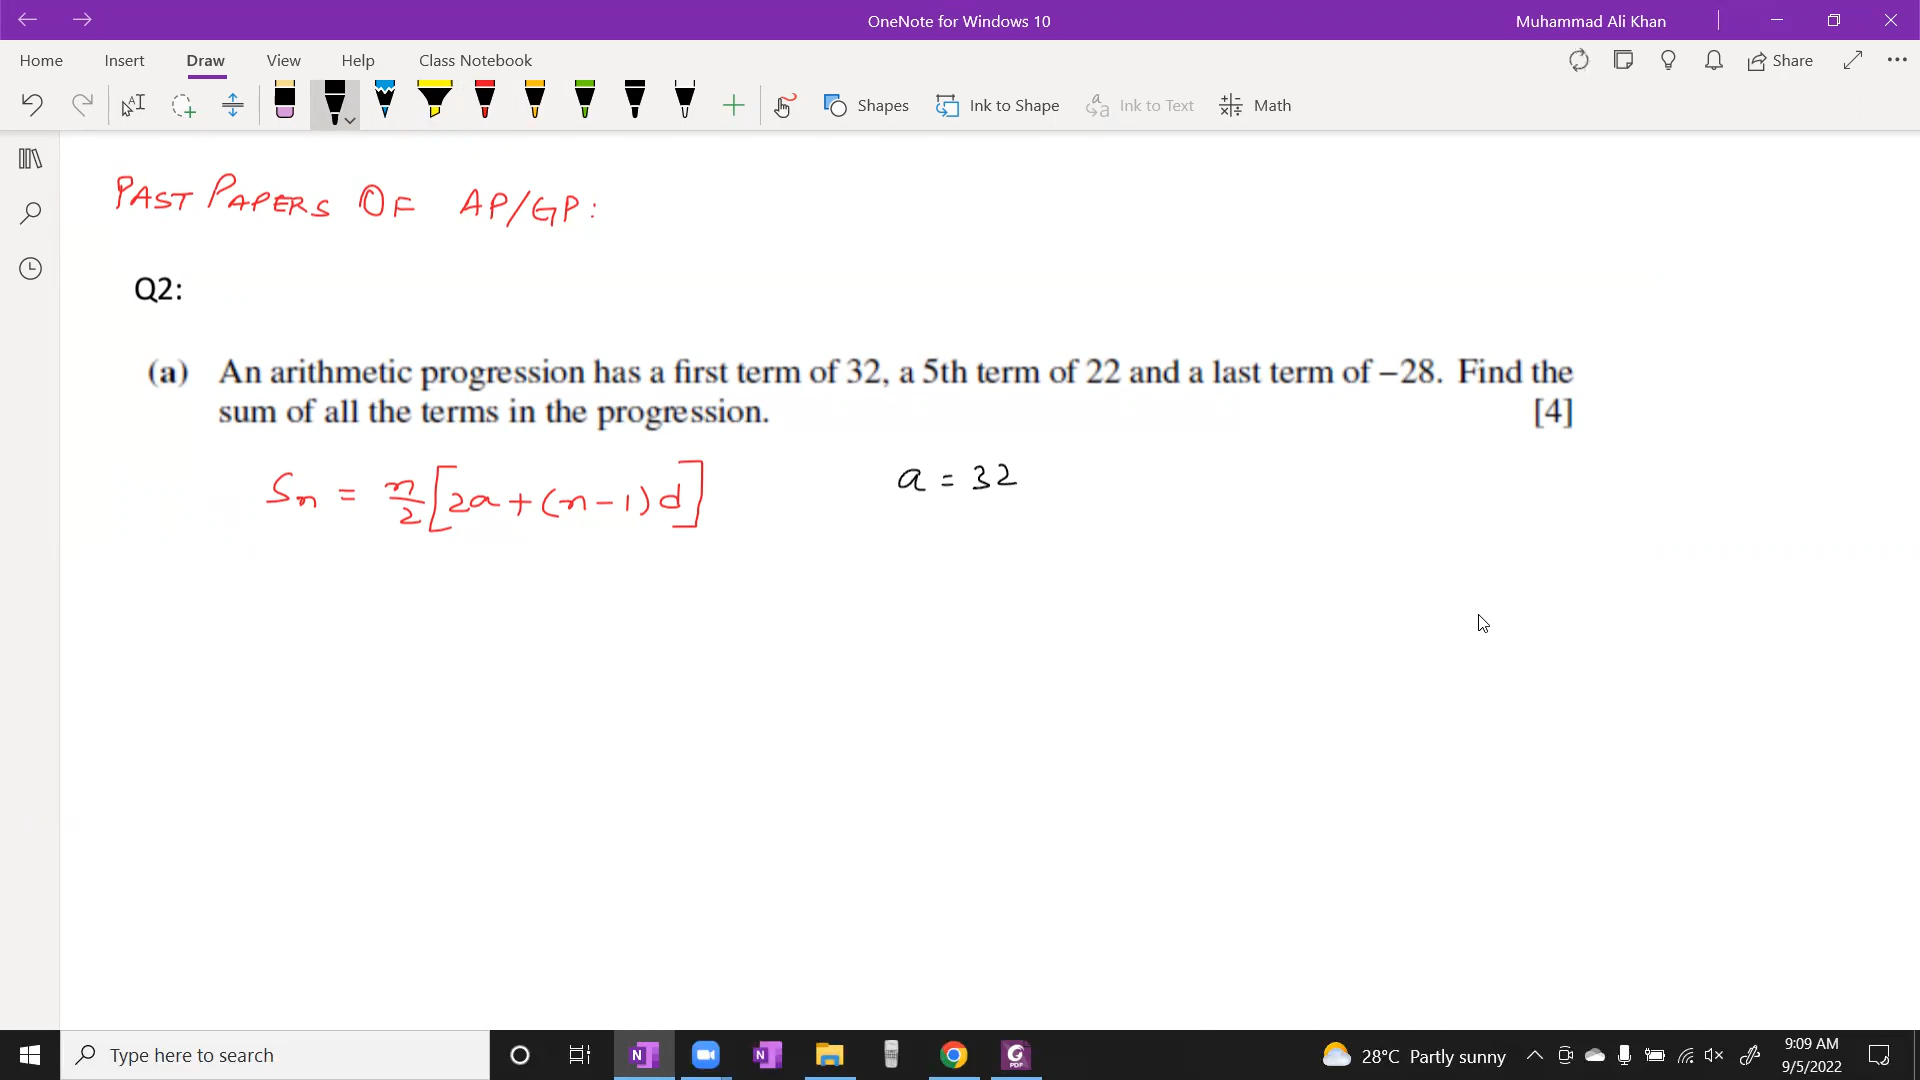 OneNote for Windows 10
Muhammad Ali Khan
Home Insert Draw View Help Class Notebook Share
Shapes Ink to Shape Ink to Text Math
PAST PAPERS OF AP/GP:
Q2:
(a) An arithmetic progression has a first term of 32, a 5th term of 22 and a last term of −28. Find the
sum of all the terms in the progression. [4]
Sn = n/2[2a+(n-1)d] a = 32
Type here to search
28°C Partly sunny
9:09 AM
9/5/2022